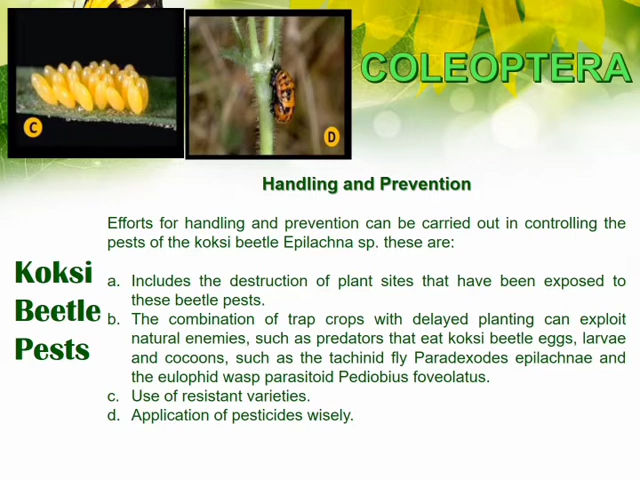 C
D
COLEOPTERA
Handling and Prevention
Efforts for handling and prevention can be carried out in controlling the
pests of the koksi beetle Epilachna sp. these are:
Koksi
Beetle
Pests
a. Includes the destruction of plant sites that have been exposed to
these beetle pests.
b. The combination of trap crops with delayed planting can exploit
natural enemies, such as predators that eat koksi beetle eggs, larvae
and cocoons, such as the tachinid fly Paradexodes epilachnae and
the eulophid wasp parasitoid Pediobius foveolatus.
c. Use of resistant varieties.
d. Application of pesticides wisely.